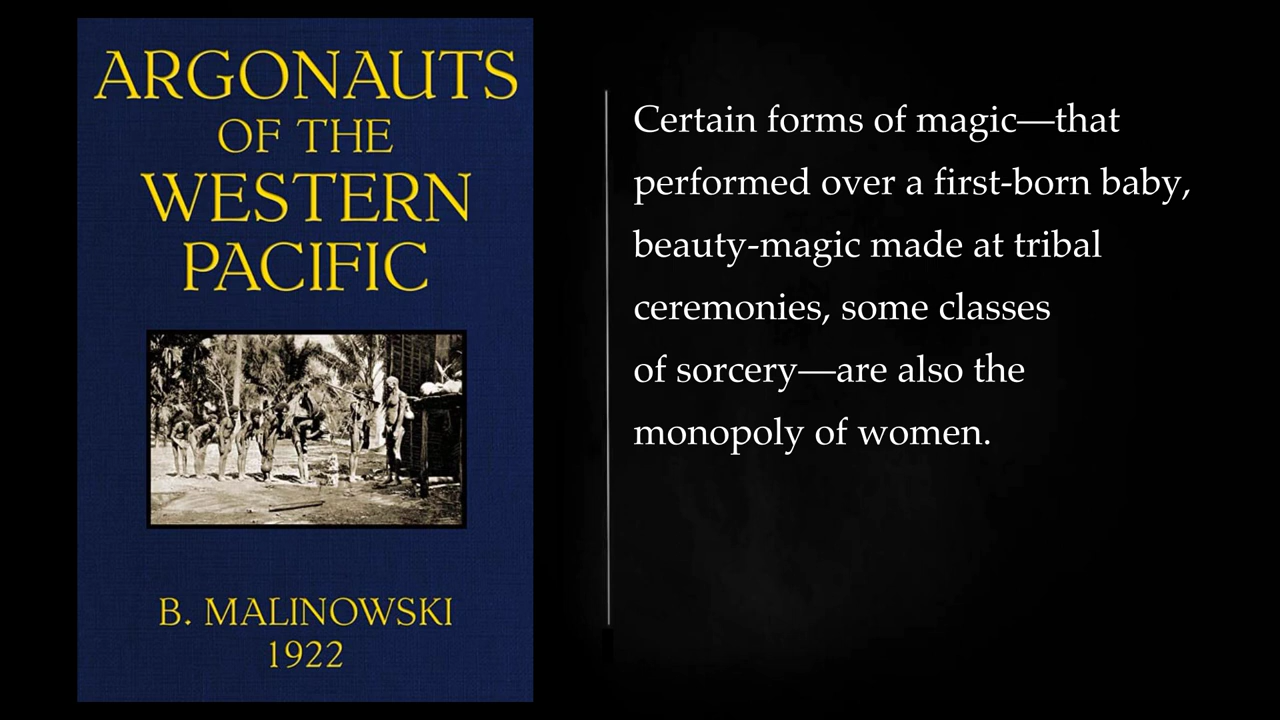 ARGONAUTS
OF THE
WESTERN
PACIFIC
B. MALINOWSKI
1922
Certain forms of magic—that
performed over a first-born baby,
beauty-magic made at tribal
ceremonies, some classes
of sorcery—are also the
monopoly of women.